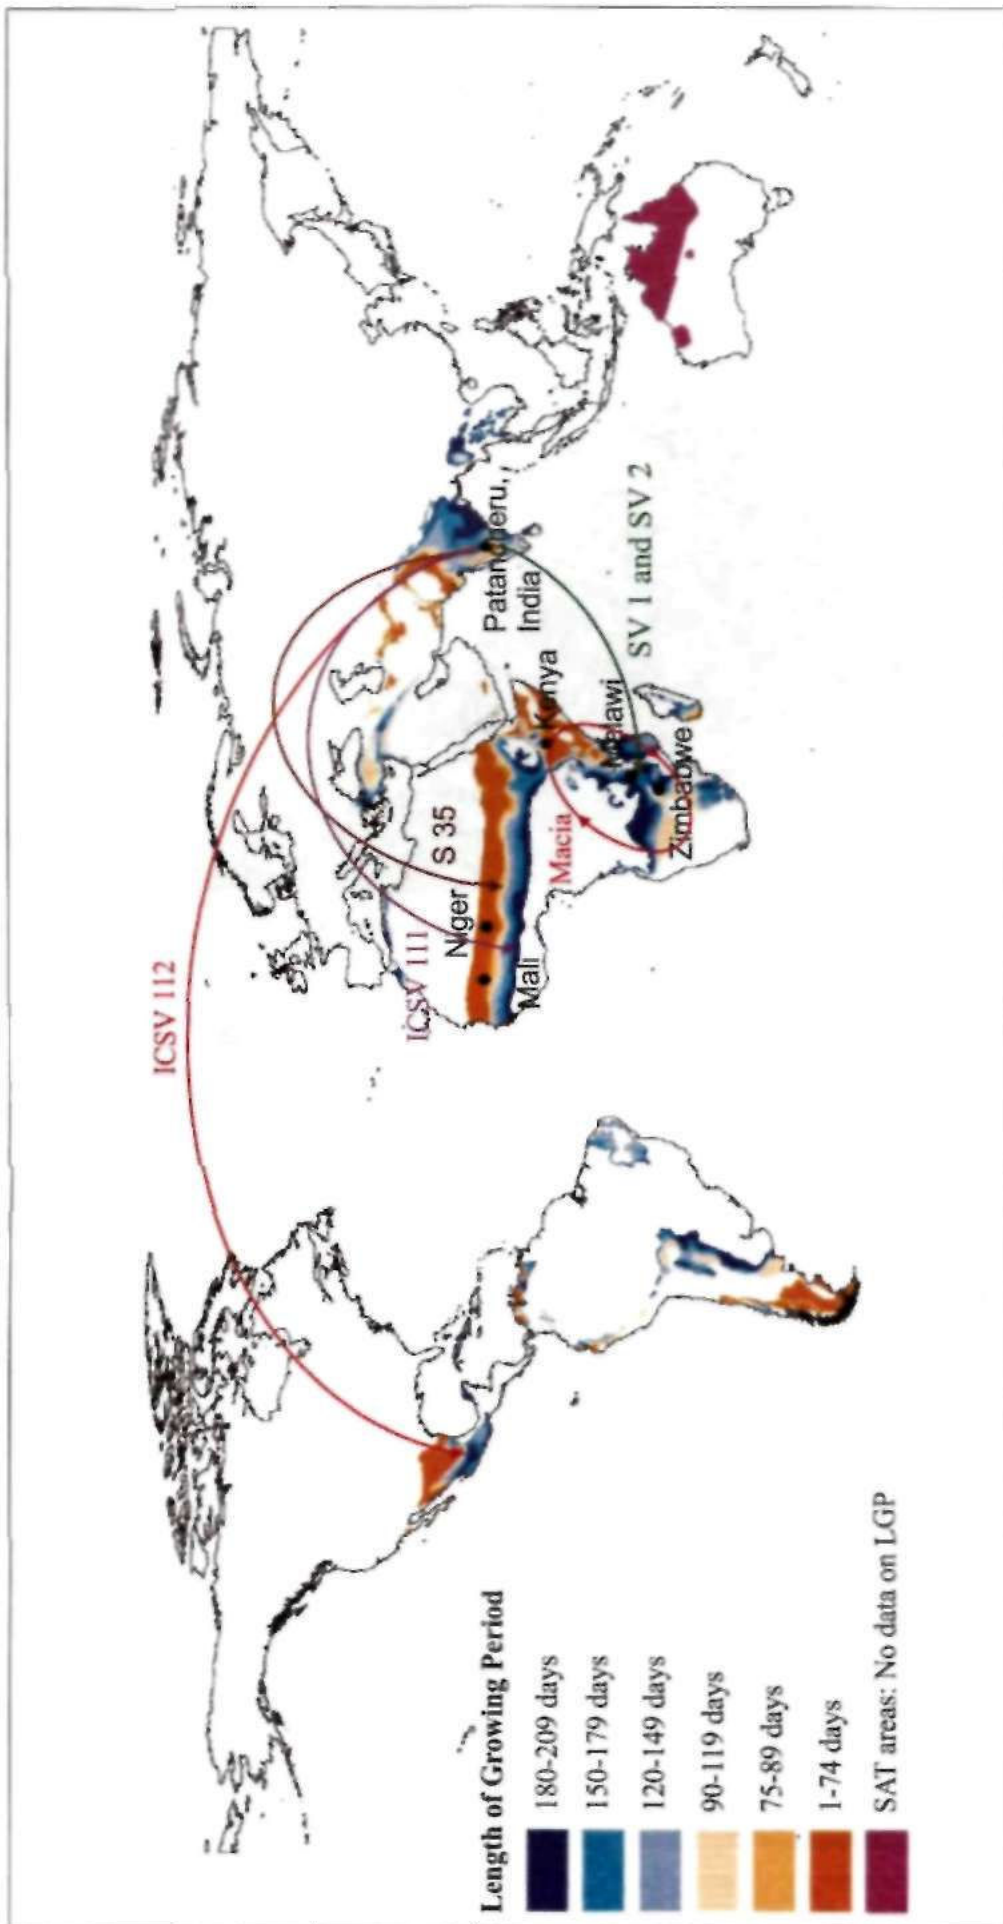 ICSV 112
ICSV 111
Niger
S 35
Mali
Macia
Kenya
Malawi
Zimbabwe
Patancheru,
India
SV 1 and SV 2
Length of Growing Period
180-209 days
150-179 days
120-149 days
90-119 days
75-89 days
1-74 days
SAT areas: No data on LGP